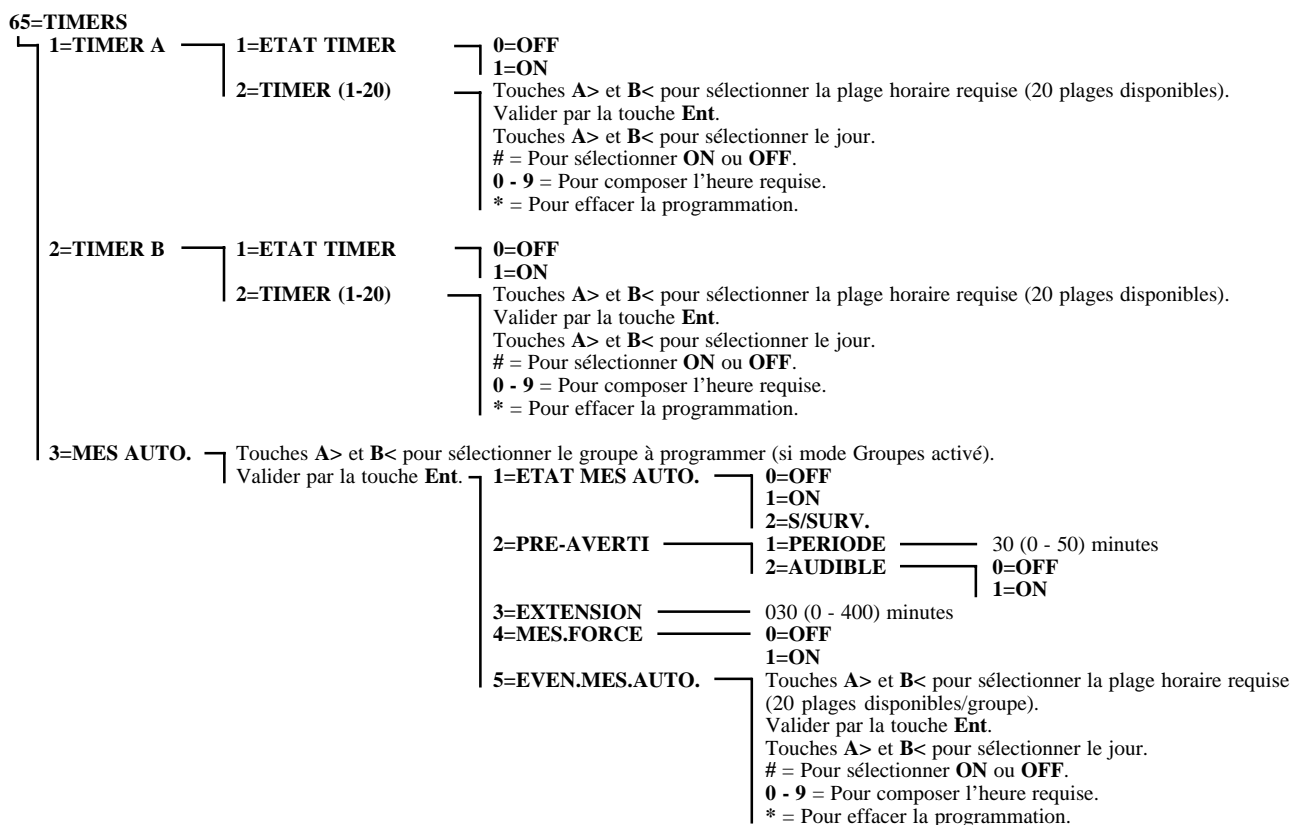 65=TIMERS
1=TIMER A 1=ETAT TIMER 0=OFF
1=ON
2=TIMER (1-20) Touches A> et B< pour sélectionner la plage horaire requise (20 plages disponibles).
Valider par la touche Ent.
Touches A> et B< pour sélectionner le jour.
# = Pour sélectionner ON ou OFF.
0 - 9 = Pour composer l'heure requise.
* = Pour effacer la programmation.
2=TIMER B 1=ETAT TIMER 0=OFF
1=ON
2=TIMER (1-20) Touches A> et B< pour sélectionner la plage horaire requise (20 plages disponibles).
Valider par la touche Ent.
Touches A> et B< pour sélectionner le jour.
# = Pour sélectionner ON ou OFF.
0 - 9 = Pour composer l'heure requise.
* = Pour effacer la programmation.
3=MES AUTO. Touches A> et B< pour sélectionner le groupe à programmer (si mode Groupes activé).
Valider par la touche Ent. 1=ETAT MES AUTO. 0=OFF
1=ON
2=S/SURV.
2=PRE-AVERTI 1=PERIODE 30 (0 - 50) minutes
2=AUDIBLE 0=OFF
1=ON
3=EXTENSION 030 (0 - 400) minutes
4=MES.FORCE 0=OFF
1=ON
5=EVEN.MES.AUTO. Touches A> et B< pour sélectionner la plage horaire requise
(20 plages disponibles/groupe).
Valider par la touche Ent.
Touches A> et B< pour sélectionner le jour.
# = Pour sélectionner ON ou OFF.
0 - 9 = Pour composer l'heure requise.
* = Pour effacer la programmation.